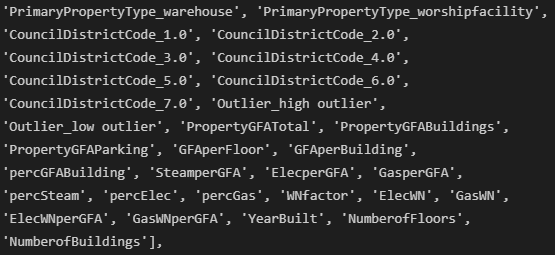 'PrimaryPropertyType_warehouse', 'PrimaryPropertyType_worshipfacility',
'CouncilDistrictCode_1.0', 'CouncilDistrictCode_2.0',
'CouncilDistrictCode_3.0', 'CouncilDistrictCode_4.0',
'CouncilDistrictCode_5.0', 'CouncilDistrictCode_6.0',
'CouncilDistrictCode_7.0', 'Outlier_high outlier',
'Outlier_low outlier', 'PropertyGFATotal', 'PropertyGFABuildings',
'PropertyGFAParking', 'GFAperFloor', 'GFAperBuilding',
'percGFABuilding', 'SteamperGFA', 'ElecperGFA', 'GasperGFA',
'percSteam', 'percElec', 'percGas', 'WNfactor', 'ElecWN', 'GasWN',
'ElecWNperGFA', 'GasWNperGFA', 'YearBuilt', 'NumberofFloors',
'NumberofBuildings'],